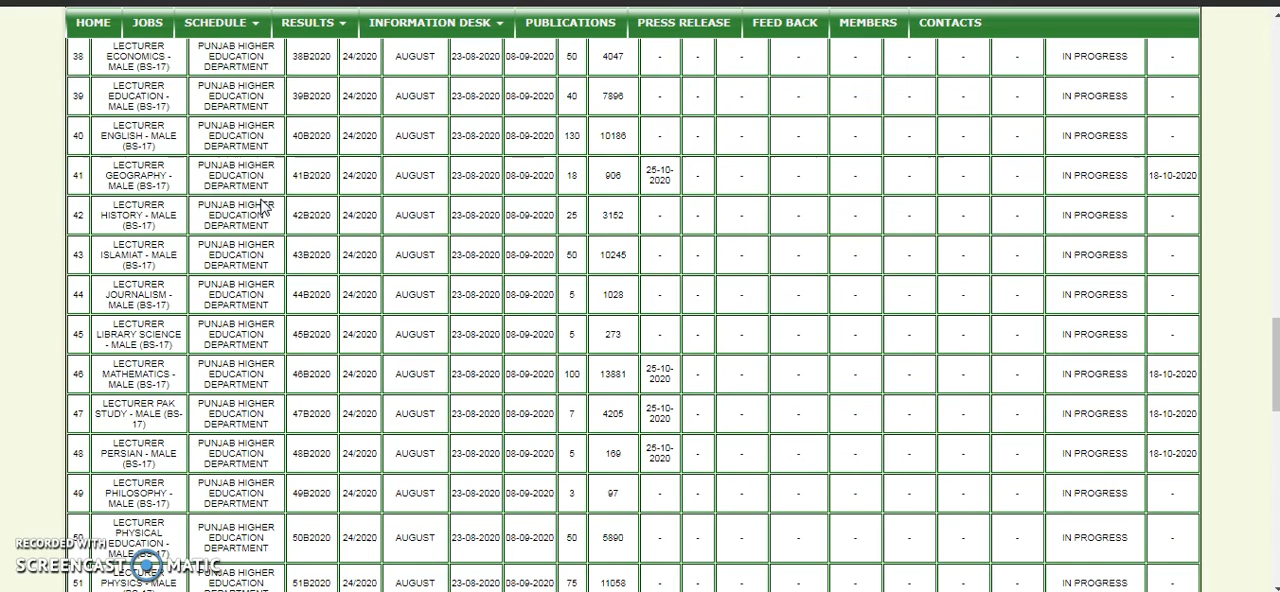 HOME JOBS SCHEDULE RESULTS INFORMATION DESK PUBLICATIONS PRESS RELEASE FEED BACK MEMBERS CONTACTS
38 LECTURER ECONOMICS - MALE (BS-17) PUNJAB HIGHER EDUCATION DEPARTMENT 38B2020 24/2020 AUGUST 23-08-2020 08-09-2020 50 4047 - - - - - - - - IN PROGRESS -
39 LECTURER EDUCATION - MALE (BS-17) PUNJAB HIGHER EDUCATION DEPARTMENT 39B2020 24/2020 AUGUST 23-08-2020 08-09-2020 40 7896 - - - - - - - - IN PROGRESS -
40 LECTURER ENGLISH - MALE (BS-17) PUNJAB HIGHER EDUCATION DEPARTMENT 40B2020 24/2020 AUGUST 23-08-2020 08-09-2020 130 10186 - - - - - - - - IN PROGRESS -
41 LECTURER GEOGRAPHY - MALE (BS-17) PUNJAB HIGHER EDUCATION DEPARTMENT 41B2020 24/2020 AUGUST 23-08-2020 08-09-2020 18 906 25-10-2020 - - - - - - - IN PROGRESS 18-10-2020
42 LECTURER HISTORY - MALE (BS-17) PUNJAB HIGHER EDUCATION DEPARTMENT 42B2020 24/2020 AUGUST 23-08-2020 08-09-2020 25 3152 - - - - - - - - IN PROGRESS -
43 LECTURER ISLAMIAT - MALE (BS-17) PUNJAB HIGHER EDUCATION DEPARTMENT 43B2020 24/2020 AUGUST 23-08-2020 08-09-2020 50 10245 - - - - - - - - IN PROGRESS -
44 LECTURER JOURNALISM - MALE (BS-17) PUNJAB HIGHER EDUCATION DEPARTMENT 44B2020 24/2020 AUGUST 23-08-2020 08-09-2020 5 1028 - - - - - - - - IN PROGRESS -
45 LECTURER LIBRARY SCIENCE - MALE (BS-17) PUNJAB HIGHER EDUCATION DEPARTMENT 45B2020 24/2020 AUGUST 23-08-2020 08-09-2020 5 273 - - - - - - - - IN PROGRESS -
46 LECTURER MATHEMATICS - MALE (BS-17) PUNJAB HIGHER EDUCATION DEPARTMENT 46B2020 24/2020 AUGUST 23-08-2020 08-09-2020 100 13881 25-10-2020 - - - - - - - IN PROGRESS 18-10-2020
47 LECTURER PAK STUDY - MALE (BS-17) PUNJAB HIGHER EDUCATION DEPARTMENT 47B2020 24/2020 AUGUST 23-08-2020 08-09-2020 7 4205 25-10-2020 - - - - - - - IN PROGRESS 18-10-2020
48 LECTURER PERSIAN - MALE (BS-17) PUNJAB HIGHER EDUCATION DEPARTMENT 48B2020 24/2020 AUGUST 23-08-2020 08-09-2020 5 169 25-10-2020 - - - - - - - IN PROGRESS 18-10-2020
49 LECTURER PHILOSOPHY - MALE (BS-17) PUNJAB HIGHER EDUCATION DEPARTMENT 49B2020 24/2020 AUGUST 23-08-2020 08-09-2020 3 97 - - - - - - - - IN PROGRESS -
50 LECTURER PHYSICAL EDUCATION - MALE (BS-17) PUNJAB HIGHER EDUCATION DEPARTMENT 50B2020 24/2020 AUGUST 23-08-2020 08-09-2020 50 5890 - - - - - - - - IN PROGRESS -
51 LECTURER PHYSICS - MALE PUNJAB HIGHER EDUCATION 51B2020 24/2020 AUGUST 23-08-2020 08-09-2020 75 11058 - - - - - - - - IN PROGRESS -
RECORDED WITH
SCREENCAST MATIC